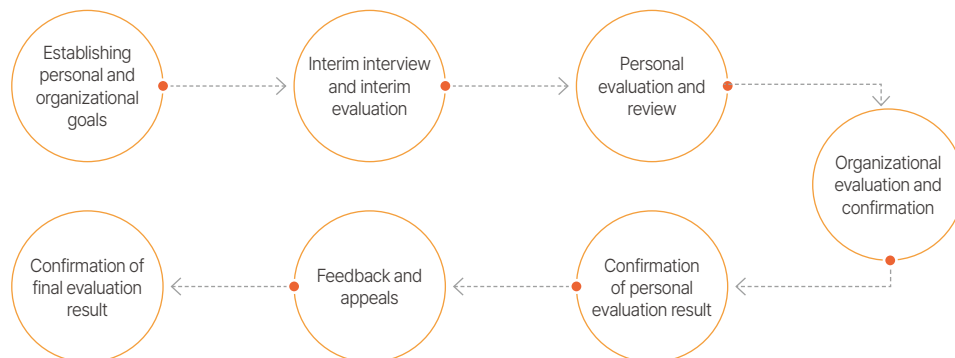 Establishing
personal and
organizational
goals
Interim interview
and interim
evaluation
Personal
evaluation and
review
Organizational
evaluation and
confirmation
Confirmation
of personal
evaluation result
Feedback and
appeals
Confirmation of
final evaluation
result